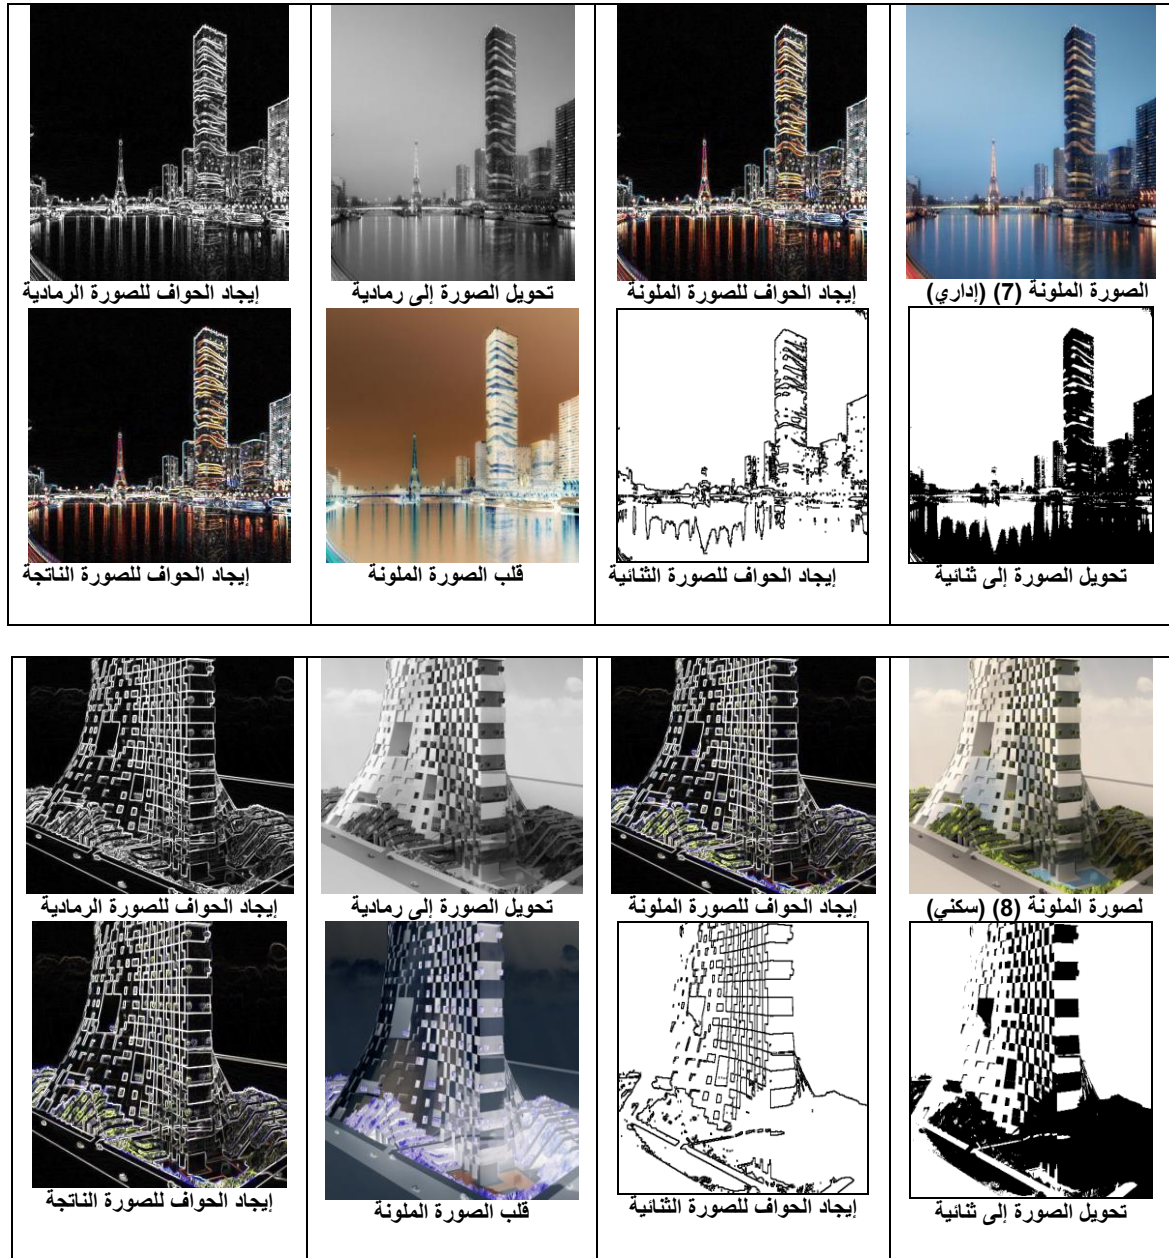 الصورة الملونة (7) (إداري)
إيجاد الحواف للصورة الملونة
تحويل الصورة إلى رمادية
إيجاد الحواف للصورة الرمادية
تحويل الصورة إلى ثنائية
إيجاد الحواف للصورة الثنائية
قلب الصورة الملونة
إيجاد الحواف للصورة الناتجة
لصورة الملونة (8) (سكني)
إيجاد الحواف للصورة الملونة
تحويل الصورة إلى رمادية
إيجاد الحواف للصورة الرمادية
تحويل الصورة إلى ثنائية
إيجاد الحواف للصورة الثنائية
قلب الصورة الملونة
إيجاد الحواف للصورة الناتجة